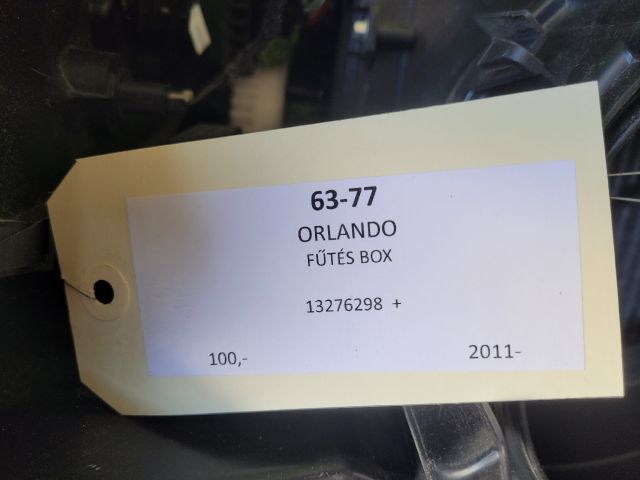 63-77
ORLANDO
FŰTÉS BOX
13276298 +
100,- 2011-